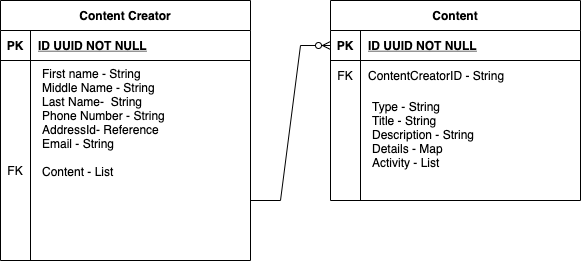 Content Creator
PK ID UUID NOT NULL
First name - String
Middle Name - String
Last Name-  String
Phone Number - String
AddressId- Reference
Email - String
FK Content - List
Content
PK ID UUID NOT NULL
FK ContentCreatorID - String
Type - String
Title - String
Description - String
Details - Map
Activity - List